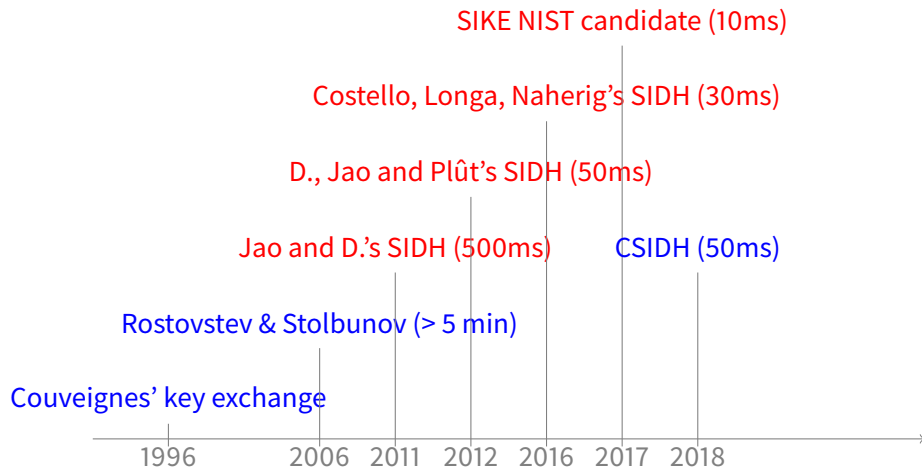 SIKE NIST candidate (10ms)
Costello, Longa, Naherig's SIDH (30ms)
D., Jao and Plût's SIDH (50ms)
Jao and D.'s SIDH (500ms)
CSIDH (50ms)
Rostovstev & Stolbunov (> 5 min)
Couveignes' key exchange
1996 2006 2011 2012 2016 2017 2018